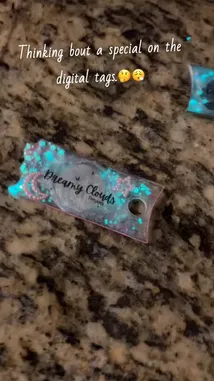 Thinking bout a special on the
digital tags.🤔😵‍💫
Dreamy Clouds